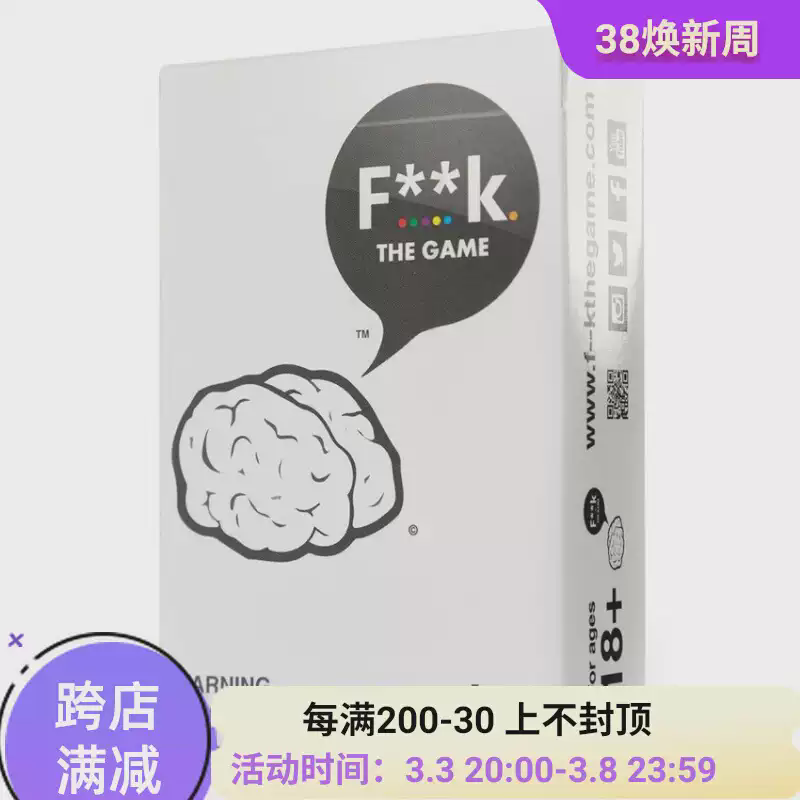 38焕新周
F**k.
THE GAME
TM
©
www.f--kthegame.com
F**k
or ages
18+
ARNING
跨店
满减
每满200-30 上不封顶
活动时间：3.3 20:00-3.8 23:59